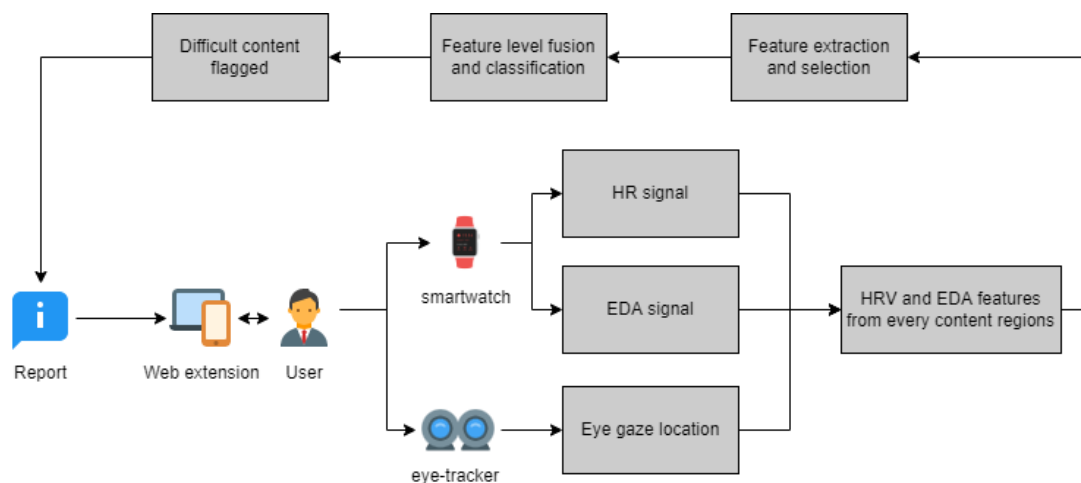 Difficult content
flagged
Feature level fusion
and classification
Feature extraction
and selection
HR signal
smartwatch
EDA signal
HRV and EDA features
from every content regions
i
Report
Web extension
User
Eye gaze location
eye-tracker